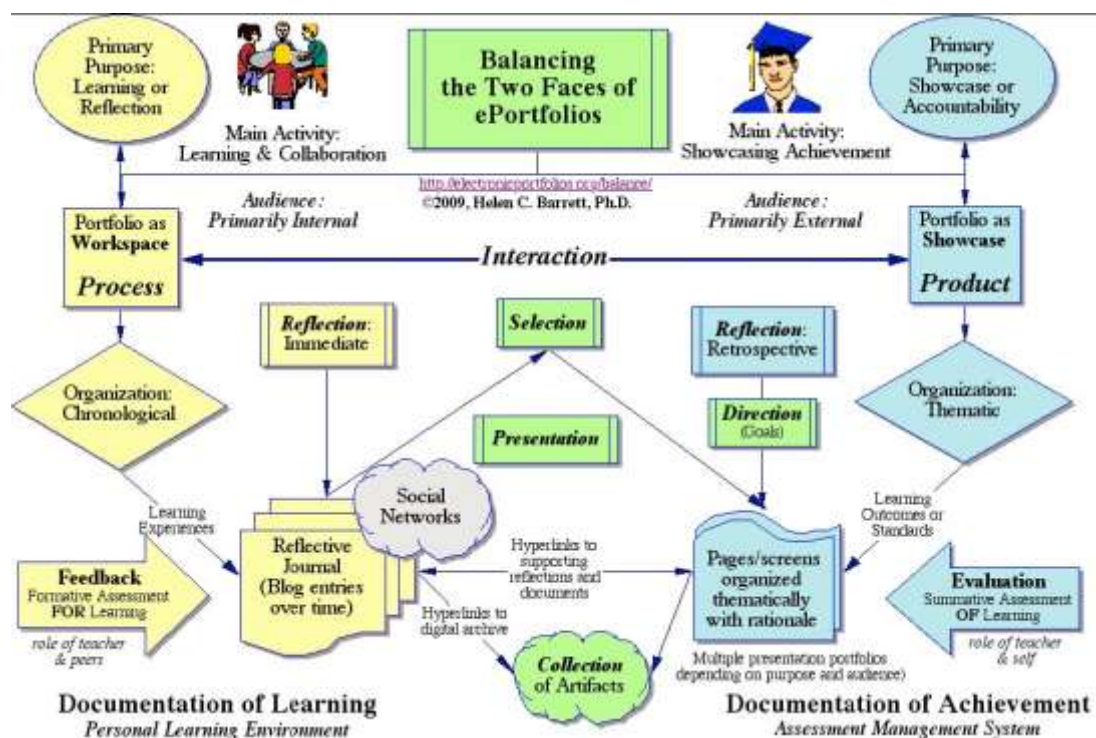 Primary
Purpose:
Learning or
Reflection
Main Activity:
Learning & Collaboration
Balancing
the Two Faces of
ePortfolios
Main Activity:
Showcasing Achievement
Primary
Purpose:
Showcase or
Accountability
http://electronicportfolios.org/balance/
©2009, Helen C. Barrett, Ph.D.
Audience:
Primarily Internal
Audience:
Primarily External
Portfolio as
Workspace
Process
Interaction
Portfolio as
Showcase
Product
Reflection:
Immediate
Selection
Reflection:
Retrospective
Organization:
Chronological
Presentation
Direction
(Goals)
Organization:
Thematic
Learning
Experiences
Social
Networks
Learning
Outcomes or
Standards
Feedback
Formative Assessment
FOR Learning
role of teacher
& peers
Reflective
Journal
(Blog entries
over time)
Hyperlinks to
supporting
reflections and
documents
Hyperlinks to
digital archive
Pages/screens
organized
thematically
with rationale
Evaluation
Summative Assessment
OF Learning
role of teacher
& self
Collection
of Artifacts
Multiple presentation portfolios
depending on purpose and audience)
Documentation of Learning
Personal Learning Environment
Documentation of Achievement
Assessment Management System